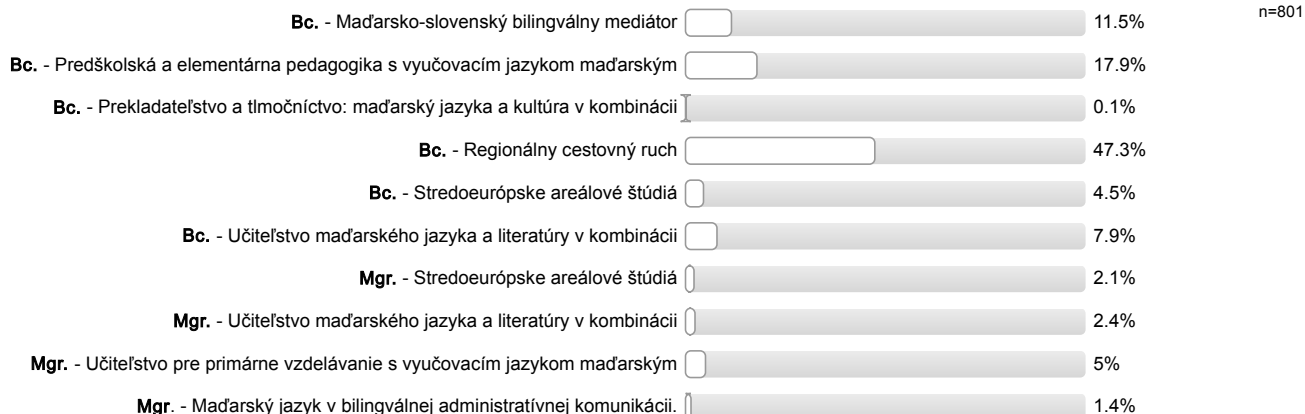 n=801
Bc. - Maďarsko-slovenský bilingválny mediátor 11.5%
Bc. - Predškolská a elementárna pedagogika s vyučovacím jazykom maďarským 17.9%
Bc. - Prekladateľstvo a tlmočníctvo: maďarský jazyka a kultúra v kombinácii 0.1%
Bc. - Regionálny cestovný ruch 47.3%
Bc. - Stredoeurópske areálové štúdiá 4.5%
Bc. - Učiteľstvo maďarského jazyka a literatúry v kombinácii 7.9%
Mgr. - Stredoeurópske areálové štúdiá 2.1%
Mgr. - Učiteľstvo maďarského jazyka a literatúry v kombinácii 2.4%
Mgr. - Učiteľstvo pre primárne vzdelávanie s vyučovacím jazykom maďarským 5%
Mgr. - Maďarský jazyk v bilingválnej administratívnej komunikácii. 1.4%